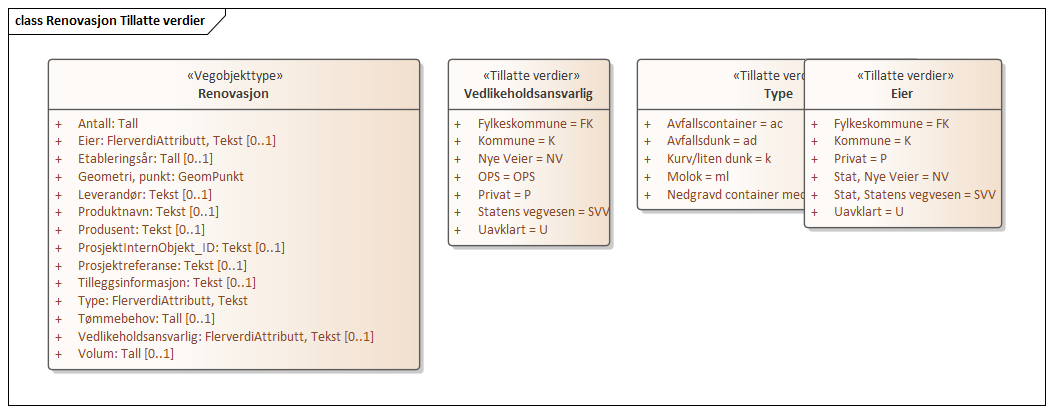 class Renovasjon Tillatte verdier
«Vegobjekttype»
Renovasjon
+ Antall: Tall
+ Eier: FlerverdiAttributt, Tekst [0..1]
+ Etableringsår: Tall [0..1]
+ Geometri, punkt: GeomPunkt
+ Leverandør: Tekst [0..1]
+ Produktnavn: Tekst [0..1]
+ Produsent: Tekst [0..1]
+ ProsjektInternObjekt_ID: Tekst [0..1]
+ Prosjektreferanse: Tekst [0..1]
+ Tilleggsinformasjon: Tekst [0..1]
+ Type: FlerverdiAttributt, Tekst
+ Tømmebehov: Tall [0..1]
+ Vedlikeholdsansvarlig: FlerverdiAttributt, Tekst [0..1]
+ Volum: Tall [0..1]
«Tillatte verdier»
Vedlikeholdsansvarlig
+ Fylkeskommune = FK
+ Kommune = K
+ Nye Veier = NV
+ OPS = OPS
+ Privat = P
+ Statens vegvesen = SVV
+ Uavklart = U
«Tillatte verd
Type
+ Avfallscontainer = ac
+ Avfallsdunk = ad
+ Kurv/liten dunk = k
+ Molok = ml
+ Nedgravd container med
«Tillatte verdier»
Eier
+ Fylkeskommune = FK
+ Kommune = K
+ Privat = P
+ Stat, Nye Veier = NV
+ Stat, Statens vegvesen = SVV
+ Uavklart = U